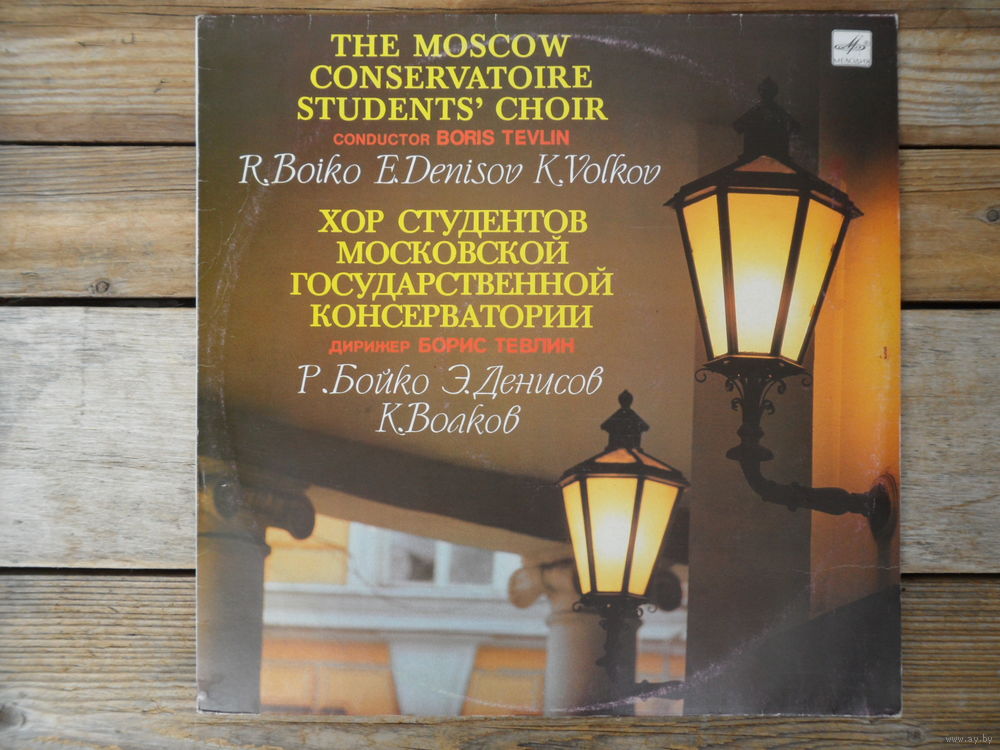 THE MOSCOW
CONSERVATOIRE
STUDENTS' CHOIR
CONDUCTOR BORIS TEVLIN
R.Boiko E.Denisov K.Volkov
ХОР СТУДЕНТОВ
МОСКОВСКОЙ
ГОСУДАРСТВЕННОЙ
КОНСЕРВАТОРИИ
ДИРИЖЕР БОРИС ТЕВЛИН
Р.Бойко Э.Денисов
К.Волков
МЕЛОДИЯ
www.ay.by